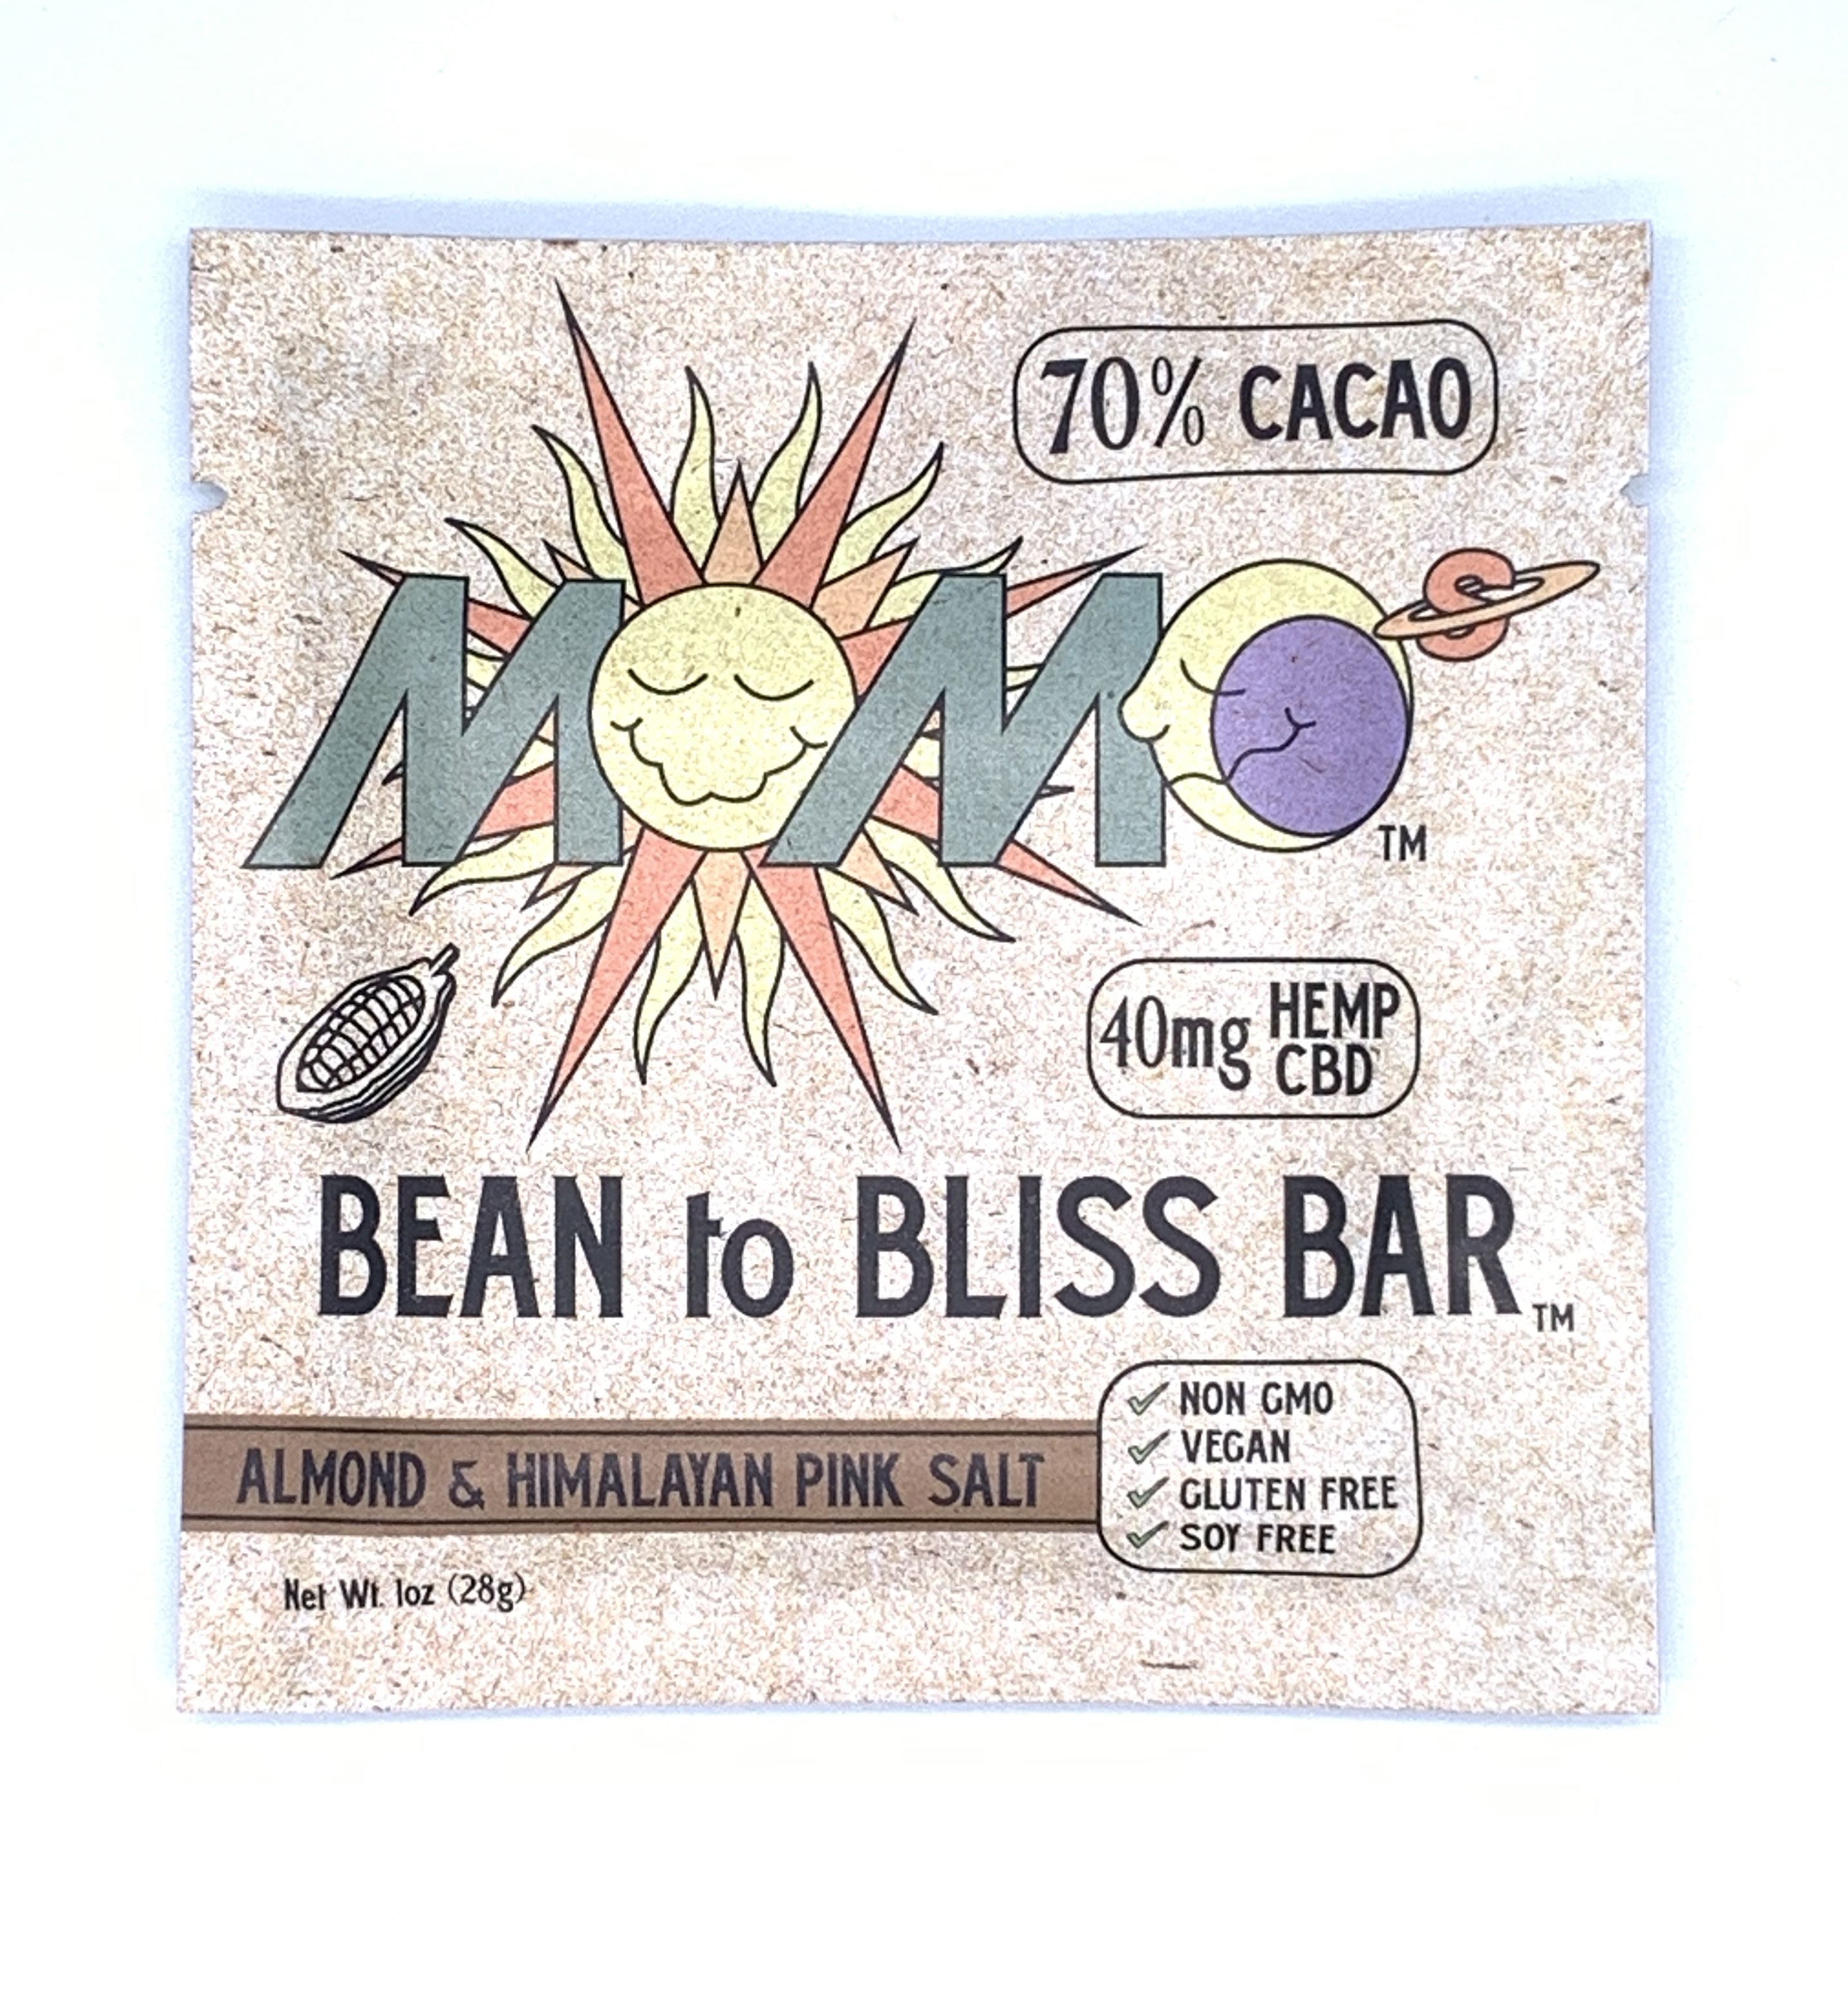 70% CACAO
MOMO'S
TM
40mg HEMP
CBD
BEAN to BLISS BAR
TM
✓ NON GMO
✓ VEGAN
✓ GLUTEN FREE
✓ SOY FREE
ALMOND & HIMALAYAN PINK SALT
Net Wt. 1oz (28g)